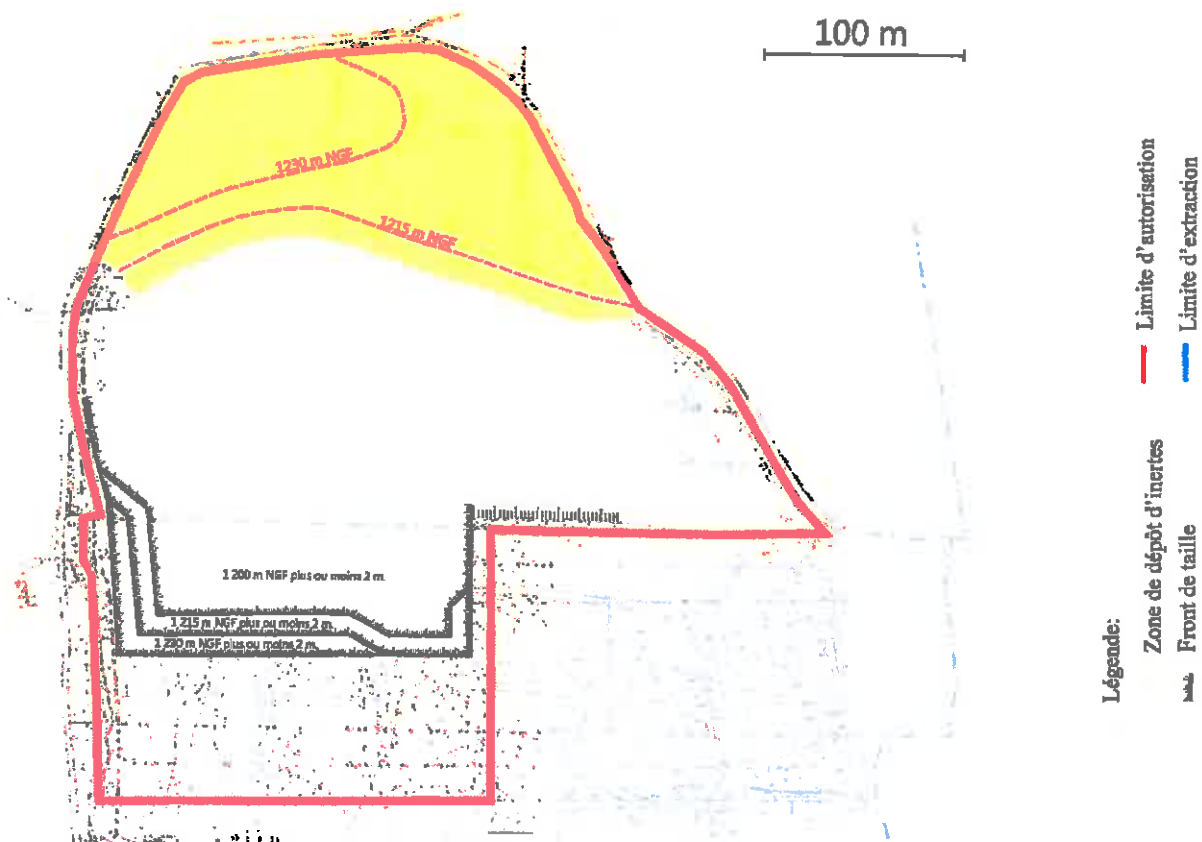 100 m
1230 m NGF
1215 m NGF
1 200 m NGF plus ou moins 2 m.
1 215 m NGF plus ou moins 2 m.
1 230 m NGF plus ou moins 2 m.
Légende:
Zone de dépôt d'inertes
Front de taille
Limite d'autorisation
Limite d'extraction